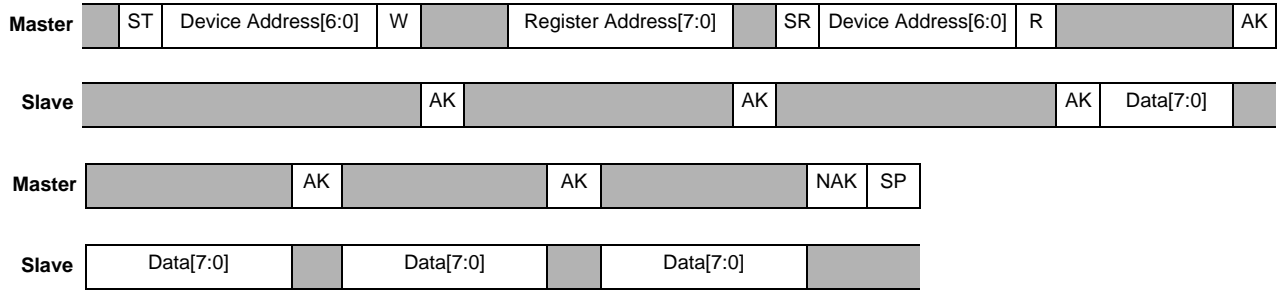 Master ST Device Address[6:0] W Register Address[7:0] SR Device Address[6:0] R AK
Slave AK AK AK Data[7:0]
Master AK AK NAK SP
Slave Data[7:0] Data[7:0] Data[7:0]